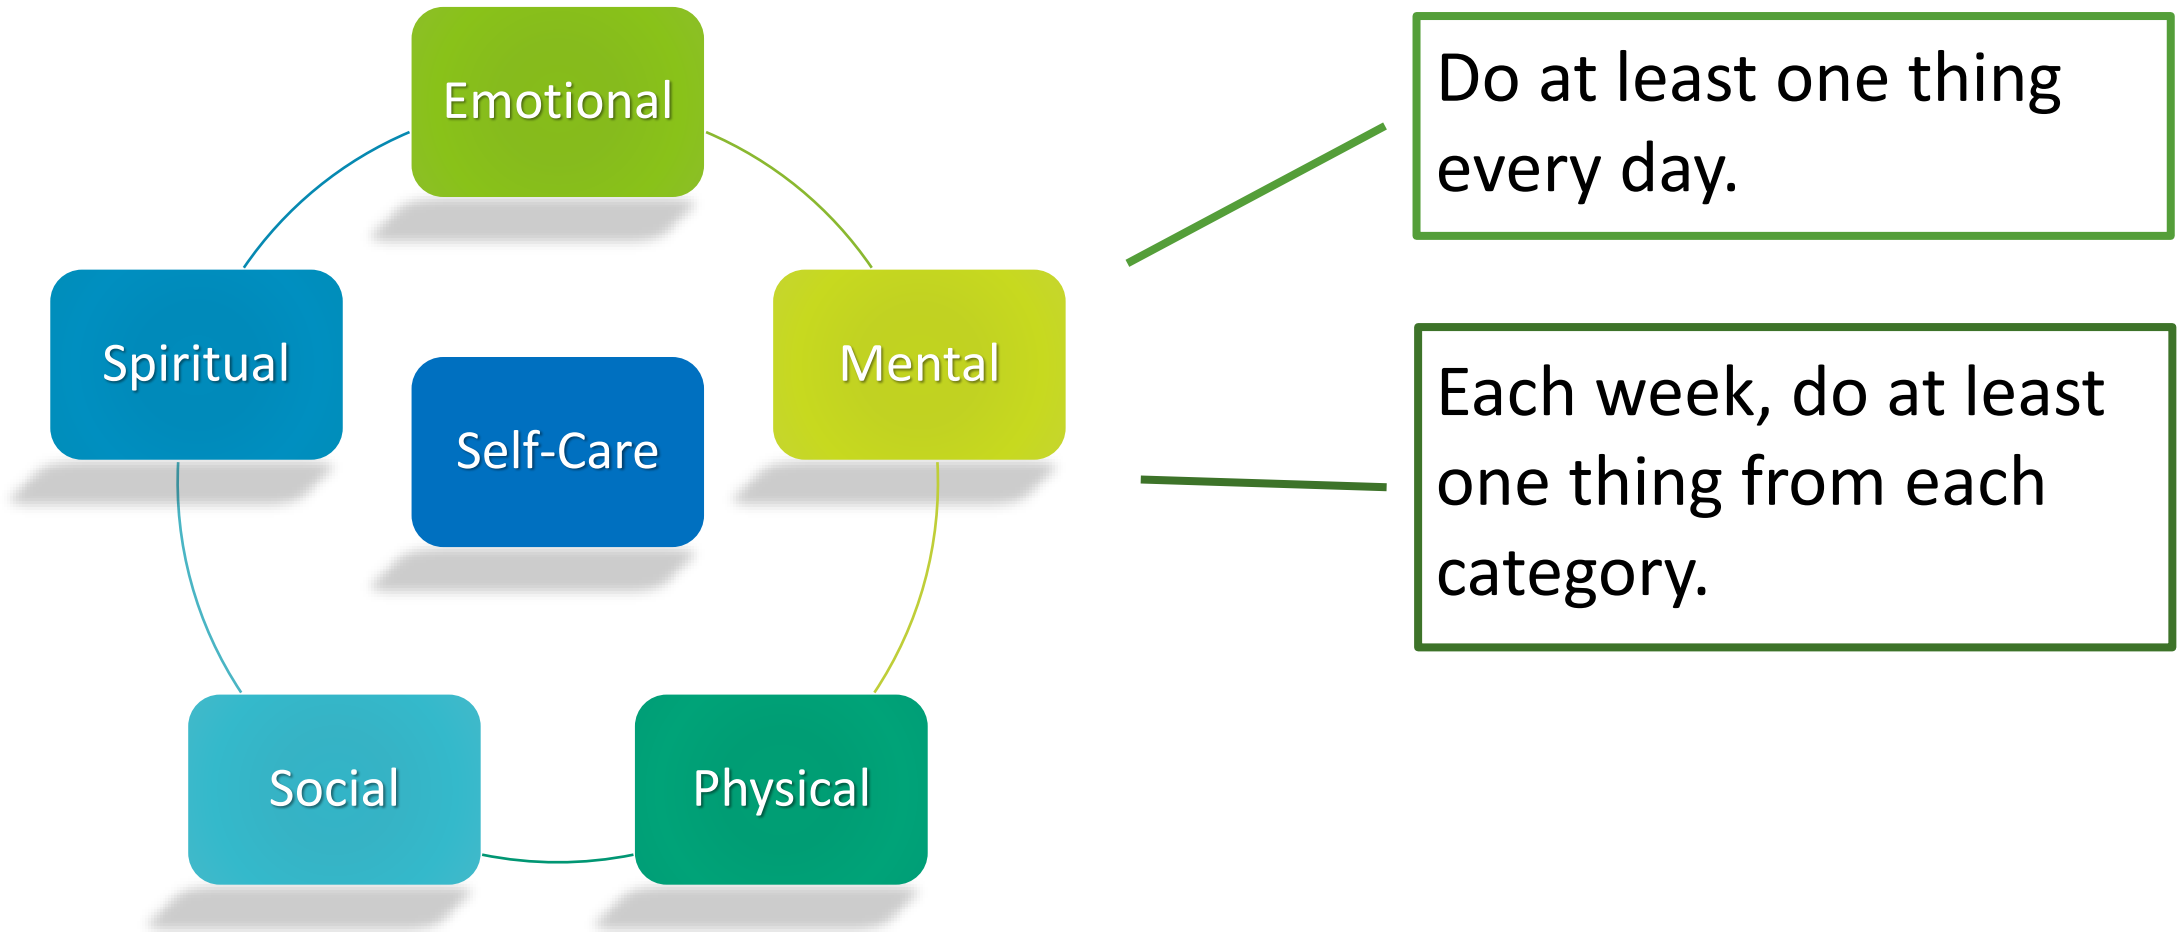 Emotional
Mental
Spiritual
Self-Care
Social
Physical
Do at least one thing
every day.
Each week, do at least
one thing from each
category.